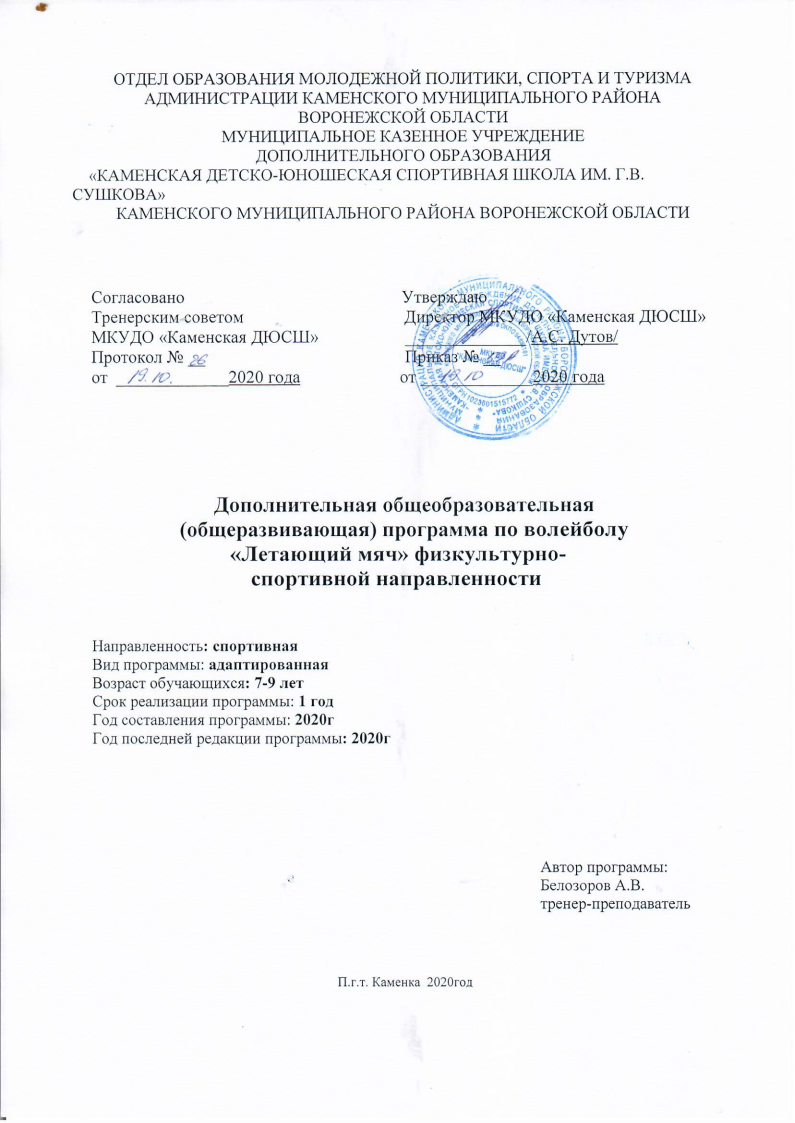 ОТДЕЛ ОБРАЗОВАНИЯ МОЛОДЕЖНОЙ ПОЛИТИКИ, СПОРТА И ТУРИЗМА
АДМИНИСТРАЦИИ КАМЕНСКОГО МУНИЦИПАЛЬНОГО РАЙОНА
ВОРОНЕЖСКОЙ ОБЛАСТИ
МУНИЦИПАЛЬНОЕ КАЗЕННОЕ УЧРЕЖДЕНИЕ
ДОПОЛНИТЕЛЬНОГО ОБРАЗОВАНИЯ
«КАМЕНСКАЯ ДЕТСКО-ЮНОШЕСКАЯ СПОРТИВНАЯ ШКОЛА ИМ. Г.В.
СУШКОВА»
КАМЕНСКОГО МУНИЦИПАЛЬНОГО РАЙОНА ВОРОНЕЖСКОЙ ОБЛАСТИ
Согласовано
Тренерским советом
МКУДО «Каменская ДЮСШ»
Протокол № 26
от 19.10. 2020 года
Утверждаю
Директор МКУДО «Каменская ДЮСШ»
/А.С. Дутов/
Приказ №
от 19.10 2020 года
Дополнительная общеобразовательная
(общеразвивающая) программа по волейболу
«Летающий мяч» физкультурно-
спортивной направленности
Направленность: спортивная
Вид программы: адаптированная
Возраст обучающихся: 7-9 лет
Срок реализации программы: 1 год
Год составления программы: 2020г
Год последней редакции программы: 2020г
Автор программы:
Белозоров А.В.
тренер-преподаватель
П.г.т. Каменка 2020год